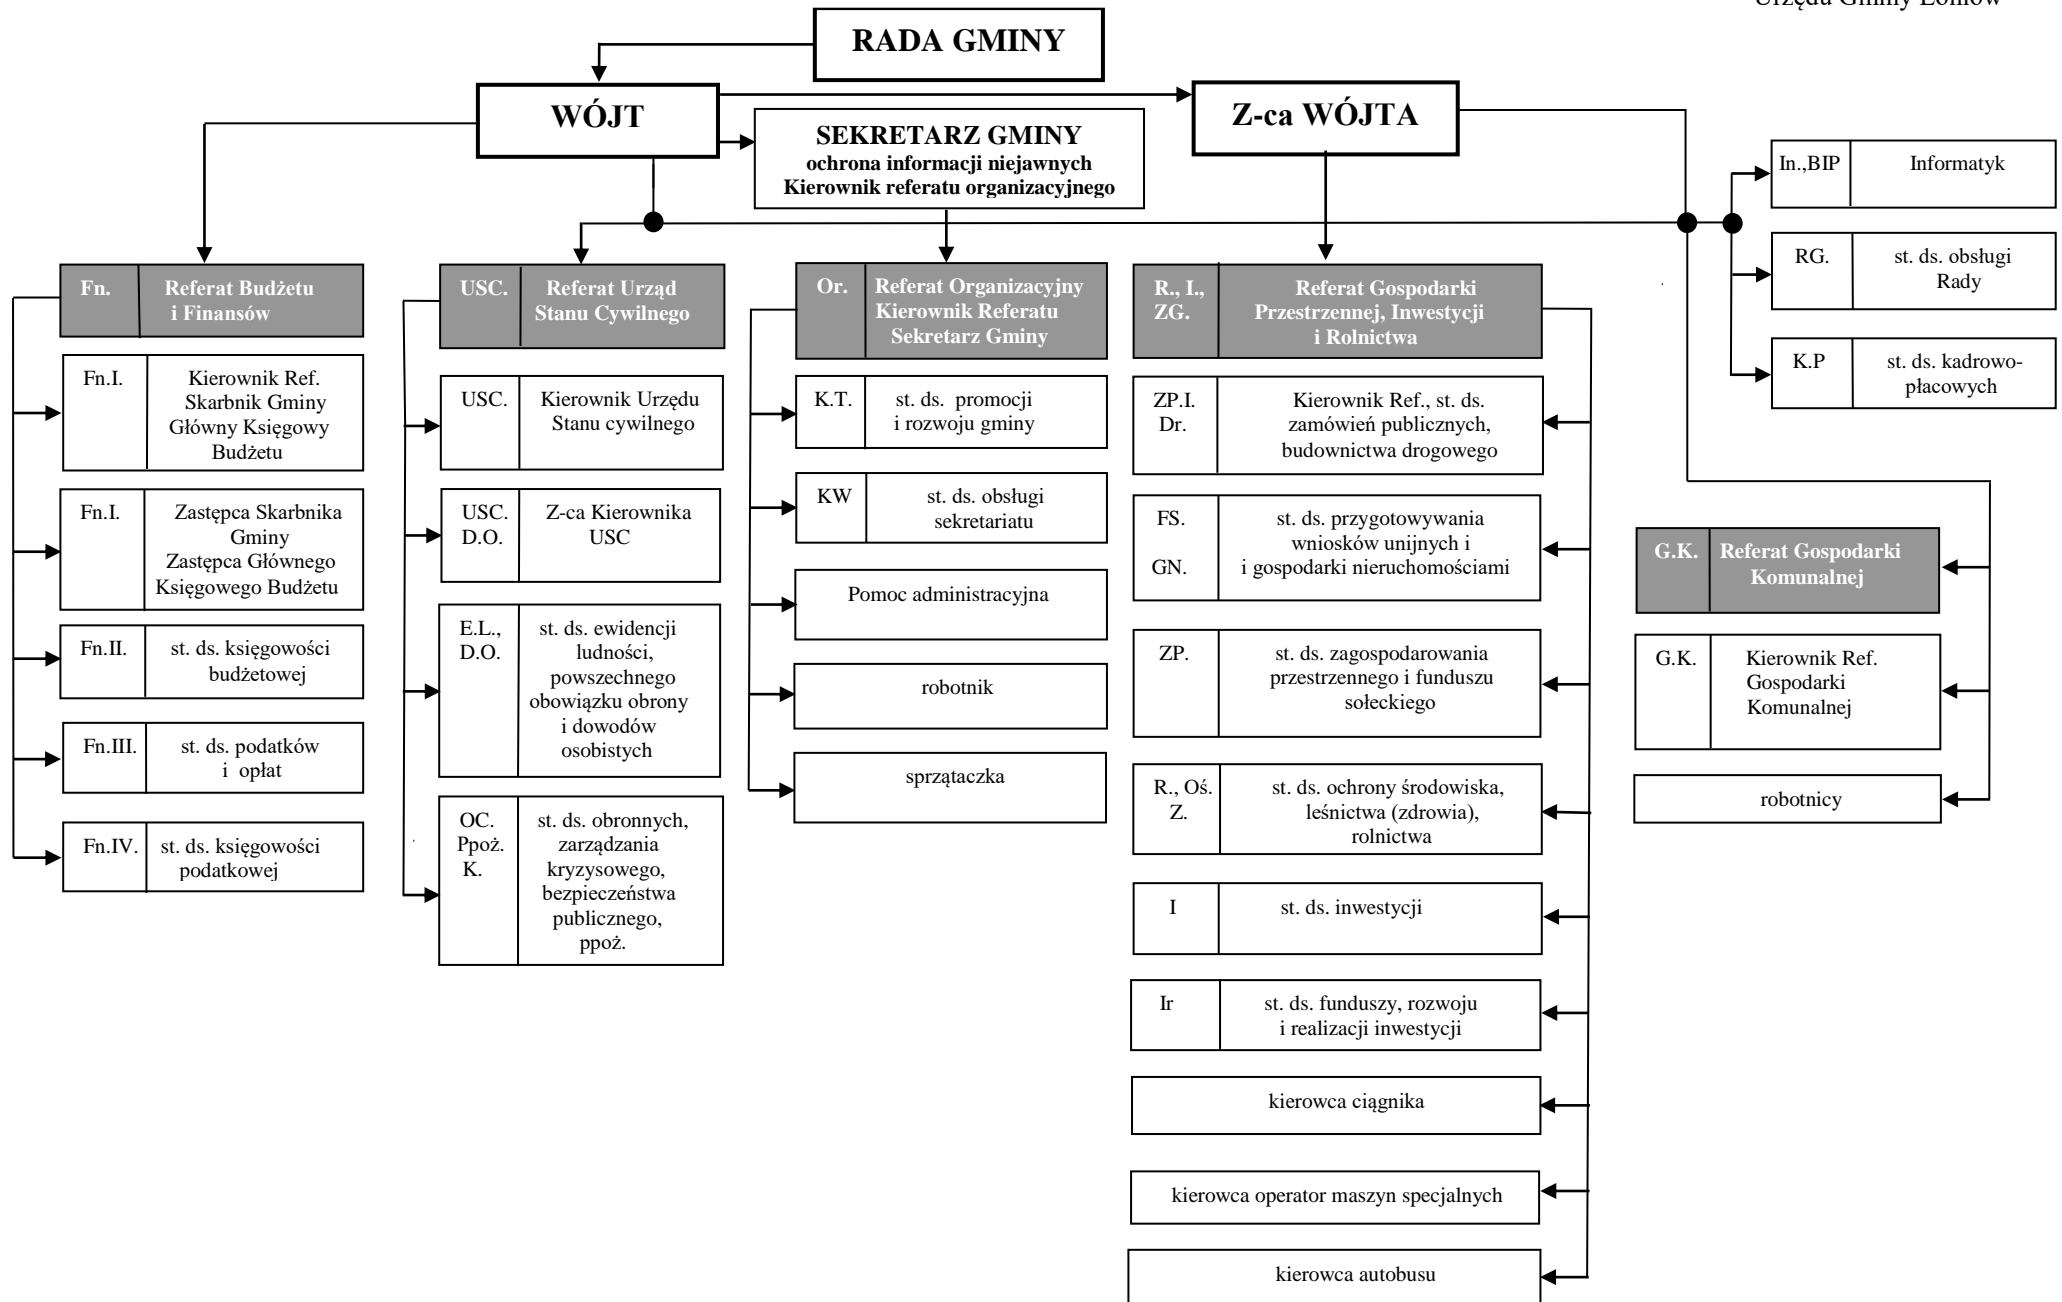 Urzędu Gminy Łoniów
RADA GMINY
WÓJT
SEKRETARZ GMINY
ochrona informacji niejawnych
Kierownik referatu organizacyjnego
Z-ca WÓJTA
In.,BIP
Informatyk
RG.
st. ds. obsługi
Rady
K.P
st. ds. kadrowo-
płacowych
Fn.
Referat Budżetu
i Finansów
Fn.I.
Kierownik Ref.
Skarbnik Gminy
Główny Księgowy
Budżetu
Fn.I.
Zastępca Skarbnika
Gminy
Zastępca Głównego
Księgowego Budżetu
Fn.II.
st. ds. księgowości
budżetowej
Fn.III.
st. ds. podatków
i opłat
Fn.IV.
st. ds. księgowości
podatkowej
USC.
Referat Urząd
Stanu Cywilnego
USC.
Kierownik Urzędu
Stanu cywilnego
USC.
D.O.
Z-ca Kierownika
USC
E.L.,
D.O.
st. ds. ewidencji
ludności,
powszechnego
obowiązku obrony
i dowodów
osobistych
OC.
Ppoż.
K.
st. ds. obronnych,
zarządzania
kryzysowego,
bezpieczeństwa
publicznego,
ppoż.
Or.
Referat Organizacyjny
Kierownik Referatu
Sekretarz Gminy
K.T.
st. ds. promocji
i rozwoju gminy
KW
st. ds. obsługi
sekretariatu
Pomoc administracyjna
robotnik
sprzątaczka
R., I.,
ZG.
Referat Gospodarki
Przestrzennej, Inwestycji
i Rolnictwa
ZP.I.
Dr.
Kierownik Ref., st. ds.
zamówień publicznych,
budownictwa drogowego
FS.
GN.
st. ds. przygotowywania
wniosków unijnych i
i gospodarki nieruchomościami
ZP.
st. ds. zagospodarowania
przestrzennego i funduszu
sołeckiego
R., Oś.
Z.
st. ds. ochrony środowiska,
leśnictwa (zdrowia),
rolnictwa
I
st. ds. inwestycji
Ir
st. ds. funduszy, rozwoju
i realizacji inwestycji
kierowca ciągnika
kierowca operator maszyn specjalnych
kierowca autobusu
G.K.
Referat Gospodarki
Komunalnej
G.K.
Kierownik Ref.
Gospodarki
Komunalnej
robotnicy